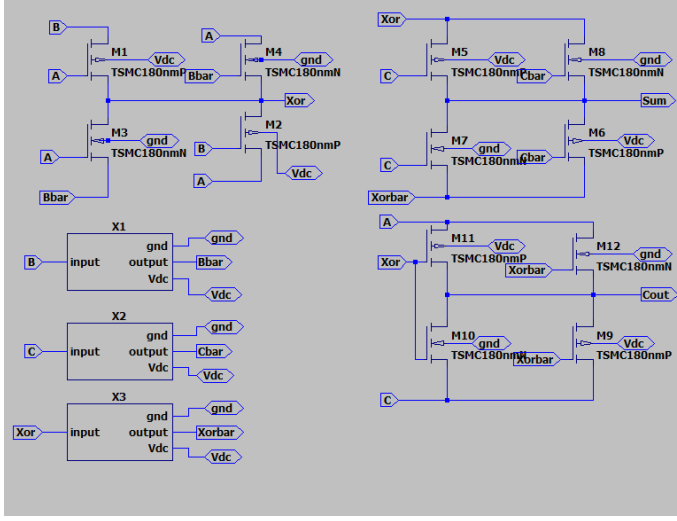 B
M1
Vdc
TSMC180nmP
A
A
M4
gnd
TSMC180nmN
Bbar
Xor
M3
gnd
TSMC180nmN
A
Bbar
M2
TSMC180nmP
B
Vdc
A
Xor
M5
Vdc
TSMC180nmP
C
M8
gnd
TSMC180nmN
Cbar
Sum
M7
gnd
TSMC180nmN
C
M6
Vdc
TSMC180nmP
Cbar
Xorbar
X1
B
input
gnd
output
Vdc
gnd
Bbar
Vdc
X2
C
input
gnd
output
Vdc
gnd
Cbar
Vdc
X3
Xor
input
gnd
output
Vdc
gnd
Xorbar
Vdc
A
M11
Vdc
TSMC180nmP
Xor
M12
gnd
TSMC180nmN
Xorbar
Cout
M10
gnd
TSMC180nmN
M9
Vdc
TSMC180nmP
Xorbar
C